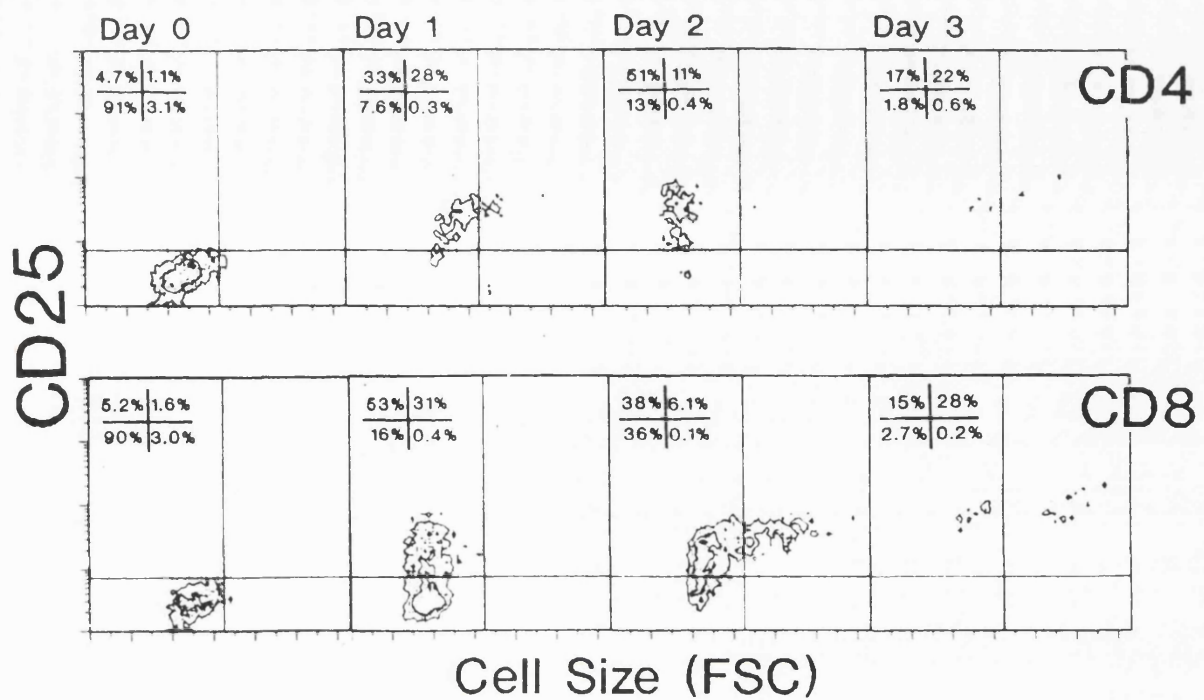 Day 0 Day 1 Day 2 Day 3
4.7% 1.1% 33% 28% 51% 11% 17% 22%
91% 3.1% 7.6% 0.3% 13% 0.4% 1.8% 0.6%
CD4
CD25
5.2% 1.6% 53% 31% 38% 6.1% 15% 28%
90% 3.0% 16% 0.4% 36% 0.1% 2.7% 0.2%
CD8
Cell Size (FSC)